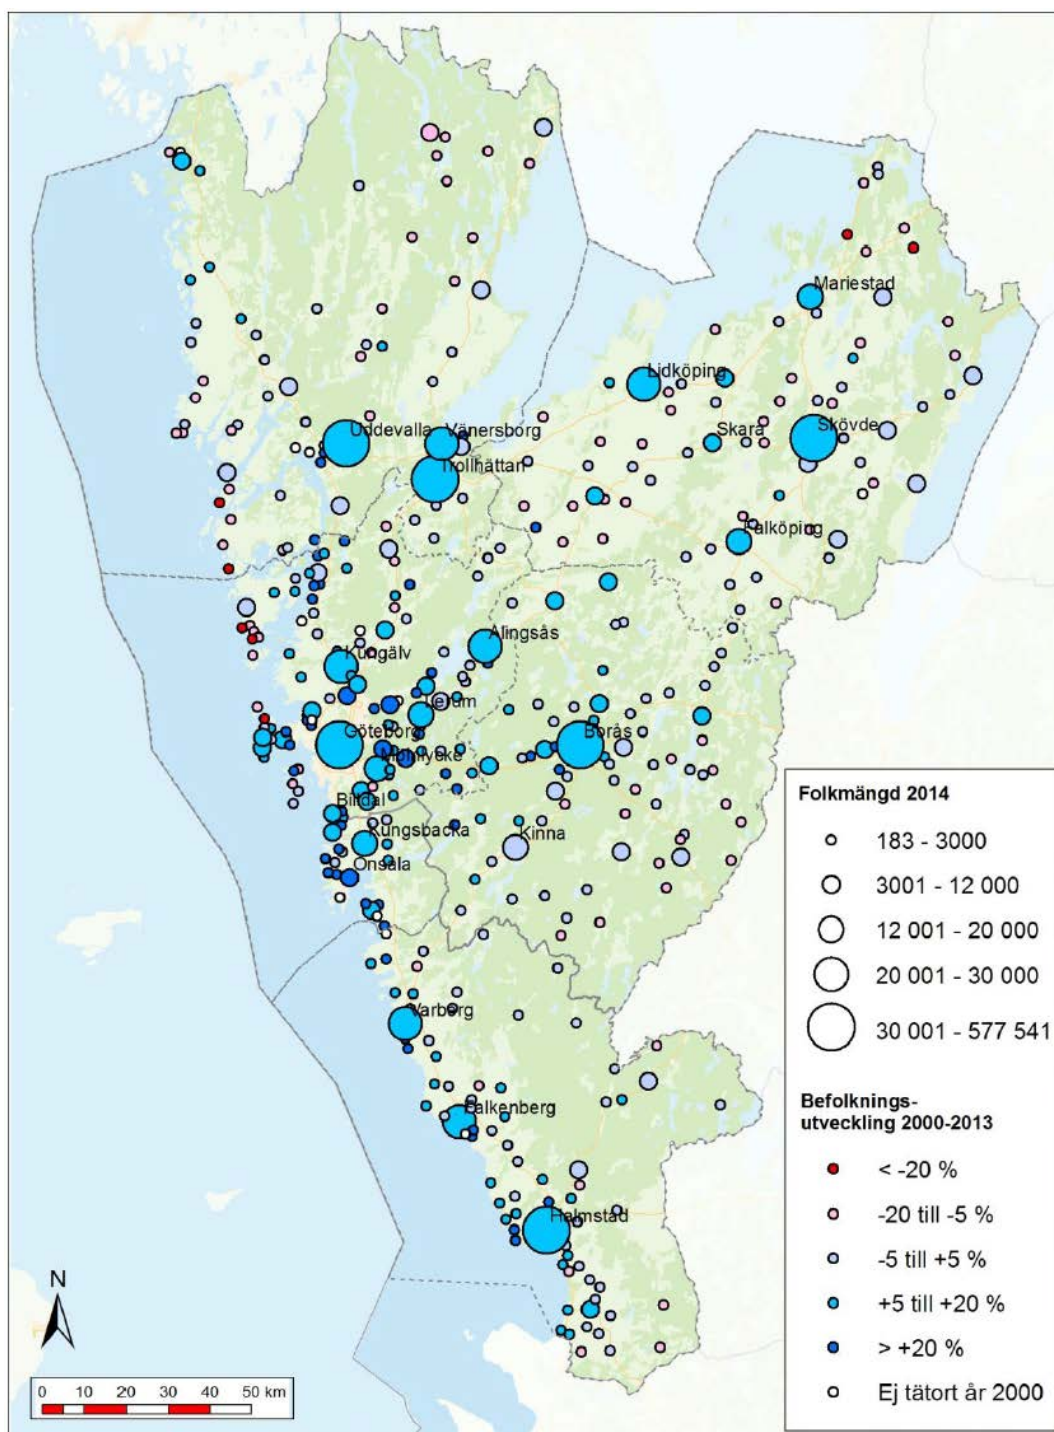 Mariestad
Lidköping
Skara
Skövde
Uddevalla
Vänersborg
Trollhättan
Falköping
Alingsås
Kungälv
Lerum
Göteborg
Borås
Mölnlycke
Billdal
Kungsbacka
Kinna
Onsala
Varberg
Falkenberg
Halmstad
N
0 10 20 30 40 50 km
Folkmängd 2014
183 - 3000
3001 - 12 000
12 001 - 20 000
20 001 - 30 000
30 001 - 577 541
Befolknings-
utveckling 2000-2013
< -20 %
-20 till -5 %
-5 till +5 %
+5 till +20 %
> +20 %
Ej tätort år 2000